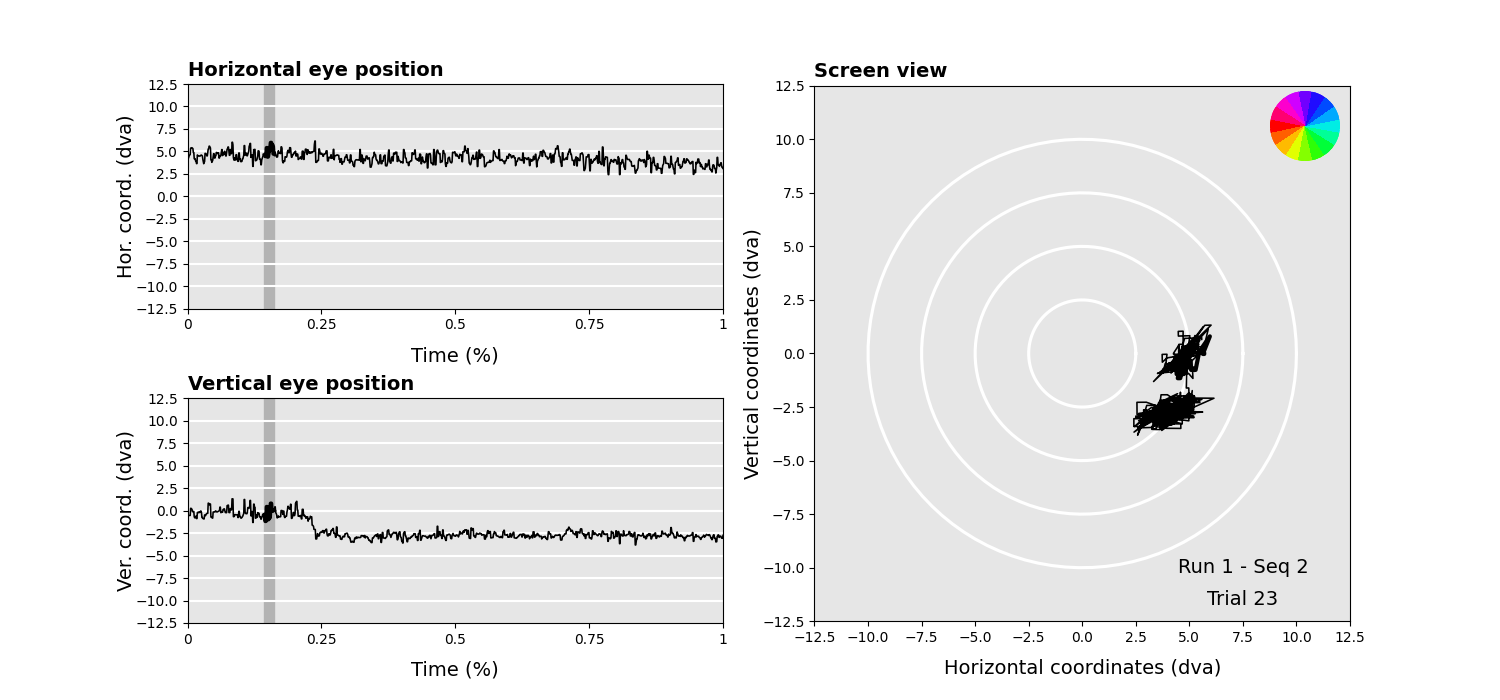 Horizontal eye position
Hor. coord. (dva)
12.5
10.0
7.5
5.0
2.5
0.0
−2.5
−5.0
−7.5
−10.0
−12.5
0 0.25 0.5 0.75 1
Time (%)
Vertical eye position
Ver. coord. (dva)
12.5
10.0
7.5
5.0
2.5
0.0
−2.5
−5.0
−7.5
−10.0
−12.5
0 0.25 0.5 0.75 1
Time (%)
Screen view
Vertical coordinates (dva)
12.5
10.0
7.5
5.0
2.5
0.0
−2.5
−5.0
−7.5
−10.0
−12.5
Run 1 - Seq 2
Trial 23
−12.5 −10.0 −7.5 −5.0 −2.5 0.0 2.5 5.0 7.5 10.0 12.5
Horizontal coordinates (dva)